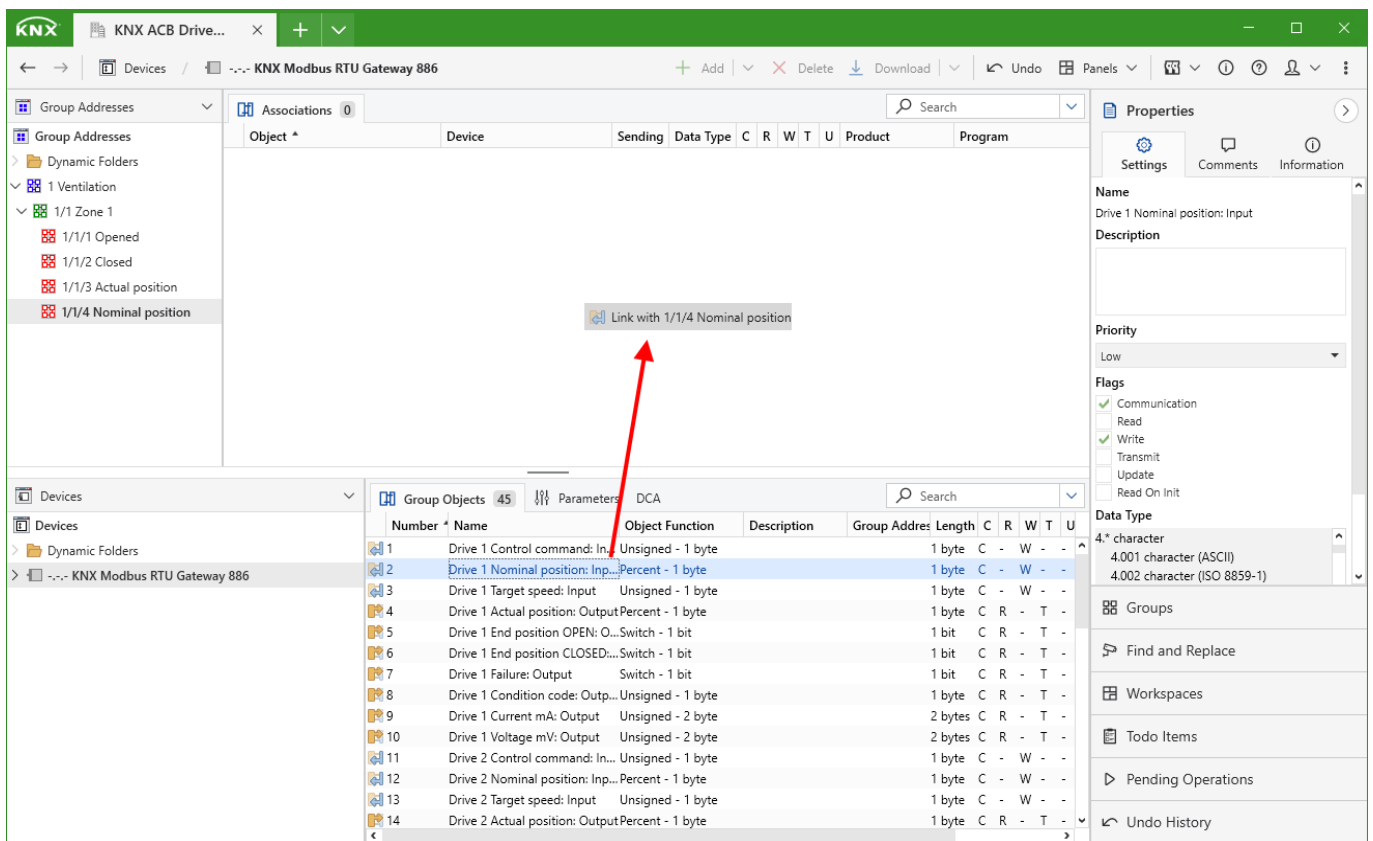 KNX KNX ACB Drive...
Devices / -.-.- KNX Modbus RTU Gateway 886 Add Delete Download Undo Panels
Group Addresses
Associations 0 Search
Object Device Sending Data Type C R W T U Product Program
Group Addresses
Dynamic Folders
1 Ventilation
1/1 Zone 1
1/1/1 Opened
1/1/2 Closed
1/1/3 Actual position
1/1/4 Nominal position
Link with 1/1/4 Nominal position
Properties
Settings Comments Information
Name
Drive 1 Nominal position: Input
Description
Priority
Low
Flags
Communication
Read
Write
Transmit
Update
Read On Init
Data Type
4.* character
4.001 character (ASCII)
4.002 character (ISO 8859-1)
Groups
Find and Replace
Workspaces
Todo Items
Pending Operations
Undo History
Devices
Devices
Dynamic Folders
-.-.- KNX Modbus RTU Gateway 886
Group Objects 45 Parameters DCA Search
Number Name Object Function Description Group Addres Length C R W T U
1 Drive 1 Control command: In... Unsigned - 1 byte 1 byte C - W - -
2 Drive 1 Nominal position: Inp... Percent - 1 byte 1 byte C - W - -
3 Drive 1 Target speed: Input Unsigned - 1 byte 1 byte C - W - -
4 Drive 1 Actual position: Output Percent - 1 byte 1 byte C R - T -
5 Drive 1 End position OPEN: O... Switch - 1 bit 1 bit C R - T -
6 Drive 1 End position CLOSED:... Switch - 1 bit 1 bit C R - T -
7 Drive 1 Failure: Output Switch - 1 bit 1 bit C R - T -
8 Drive 1 Condition code: Outp... Unsigned - 1 byte 1 byte C R - T -
9 Drive 1 Current mA: Output Unsigned - 2 byte 2 bytes C R - T -
10 Drive 1 Voltage mV: Output Unsigned - 2 byte 2 bytes C R - T -
11 Drive 2 Control command: In... Unsigned - 1 byte 1 byte C - W - -
12 Drive 2 Nominal position: Inp... Percent - 1 byte 1 byte C - W - -
13 Drive 2 Target speed: Input Unsigned - 1 byte 1 byte C - W - -
14 Drive 2 Actual position: Output Percent - 1 byte 1 byte C R - T -